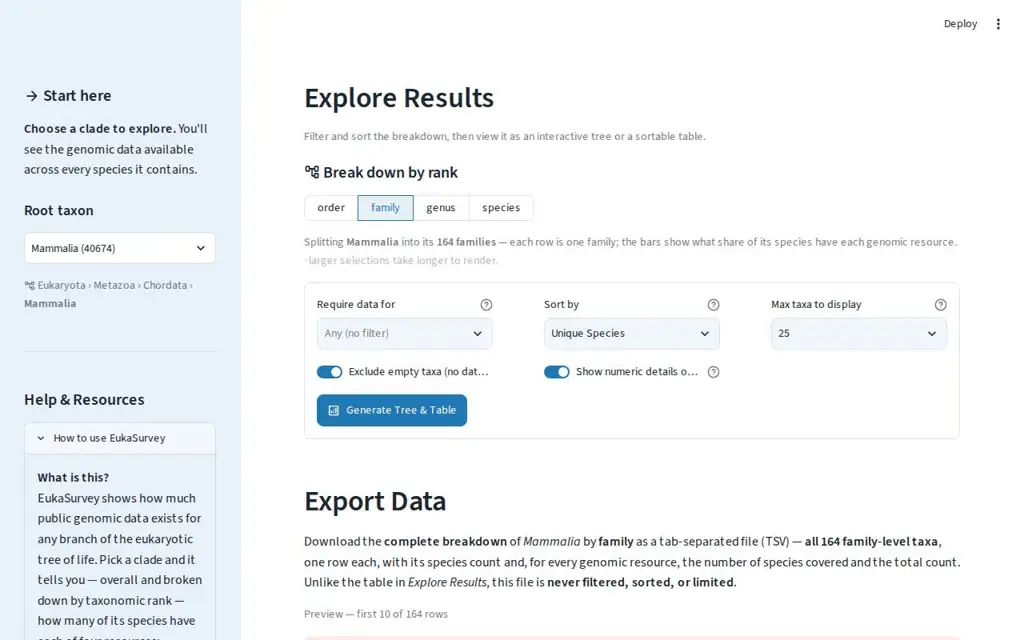 Deploy
Start here
Choose a clade to explore. You'll
see the genomic data available
across every species it contains.
Root taxon
Mammalia (40674)
Eukaryota › Metazoa › Chordata ›
Mammalia
Help & Resources
How to use EukaSurvey
What is this?
EukaSurvey shows how much
public genomic data exists for
any branch of the eukaryotic
tree of life. Pick a clade and it
tells you — overall and broken
down by taxonomic rank —
how many of its species have
Explore Results
Filter and sort the breakdown, then view it as an interactive tree or a sortable table.
Break down by rank
order family genus species
Splitting Mammalia into its 164 families — each row is one family; the bars show what share of its species have each genomic resource.
larger selections take longer to render.
Require data for
Any (no filter)
Sort by
Unique Species
Max taxa to display
25
Exclude empty taxa (no dat...
Show numeric details o...
Generate Tree & Table
Export Data
Download the complete breakdown of Mammalia by family as a tab-separated file (TSV) — all 164 family-level taxa,
one row each, with its species count and, for every genomic resource, the number of species covered and the total count.
Unlike the table in Explore Results, this file is never filtered, sorted, or limited.
Preview — first 10 of 164 rows